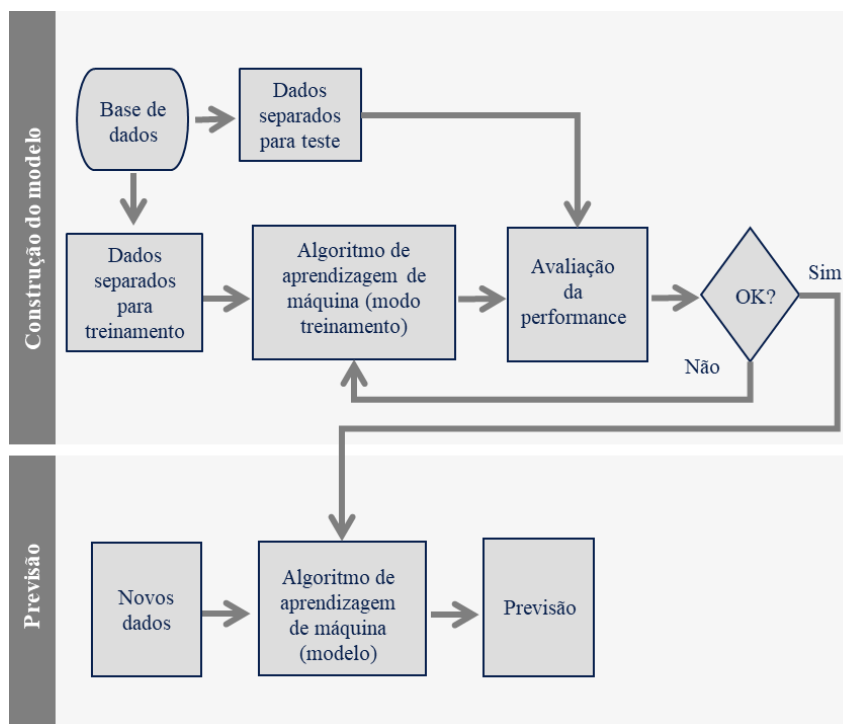 Construção do modelo
Base de
dados
Dados
separados
para teste
Dados
separados
para
treinamento
Algoritmo de
aprendizagem de
máquina (modo
treinamento)
Avaliação
da
performance
OK?
Sim
Não
Previsão
Novos
dados
Algoritmo de
aprendizagem
de máquina
(modelo)
Previsão